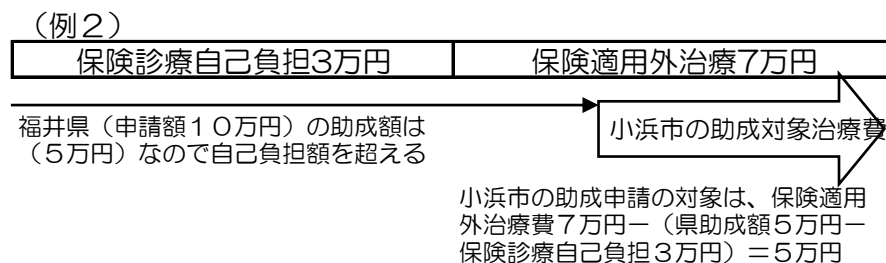 （例２）
保険診療自己負担3万円
保険適用外治療7万円
福井県（申請額１０万円）の助成額は
（５万円）なので自己負担額を超える
小浜市の助成対象治療費
小浜市の助成申請の対象は、保険適用
外治療費７万円－（県助成額５万円－
保険診療自己負担３万円）＝５万円